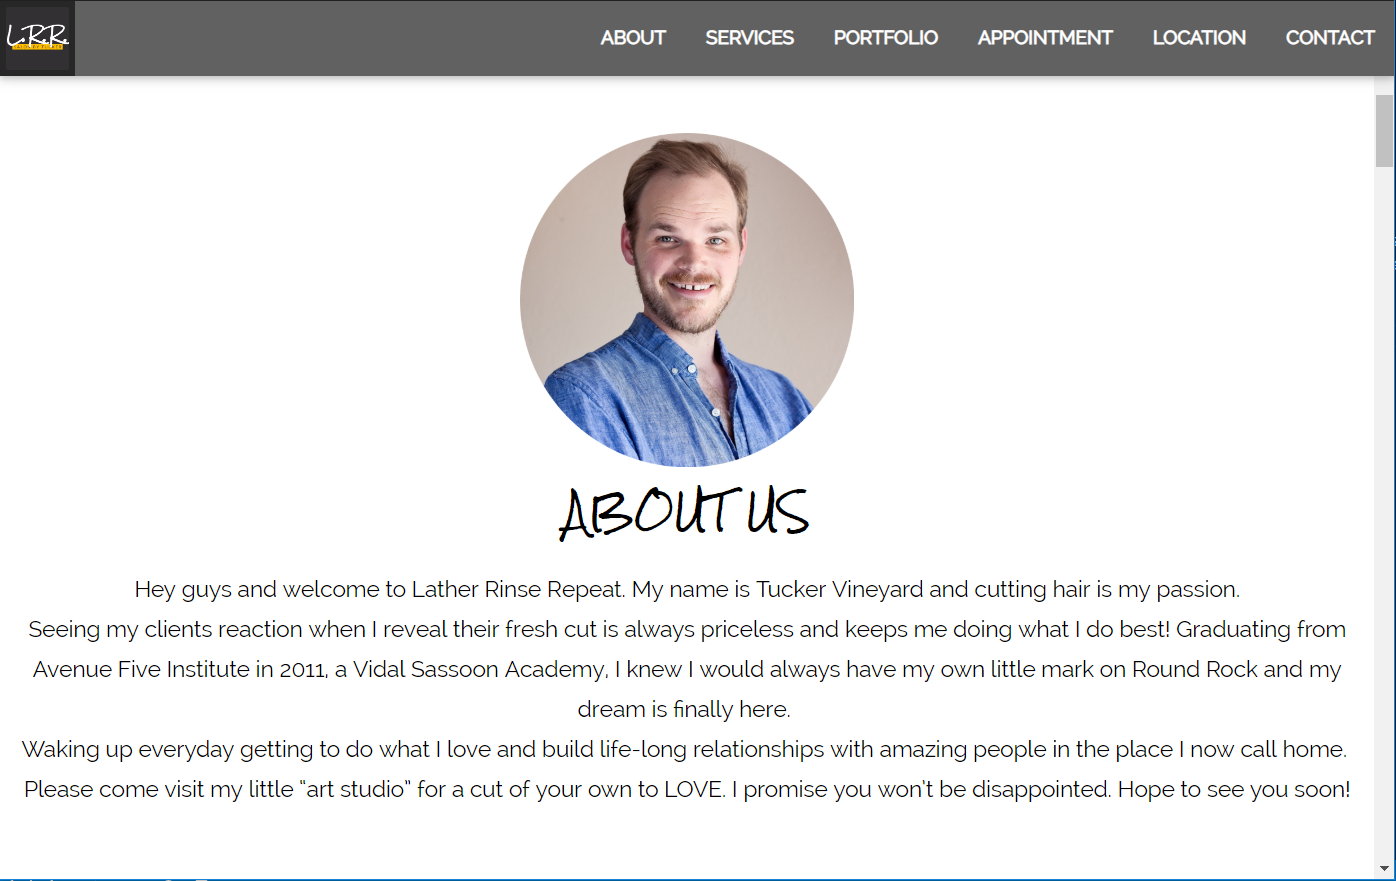 L.R.R.
ABOUT SERVICES PORTFOLIO APPOINTMENT LOCATION CONTACT
ABOUT US
Hey guys and welcome to Lather Rinse Repeat. My name is Tucker Vineyard and cutting hair is my passion.
Seeing my clients reaction when I reveal their fresh cut is always priceless and keeps me doing what I do best! Graduating from
Avenue Five Institute in 2011, a Vidal Sassoon Academy, I knew I would always have my own little mark on Round Rock and my
dream is finally here.
Waking up everyday getting to do what I love and build life-long relationships with amazing people in the place I now call home.
Please come visit my little “art studio” for a cut of your own to LOVE. I promise you won’t be disappointed. Hope to see you soon!